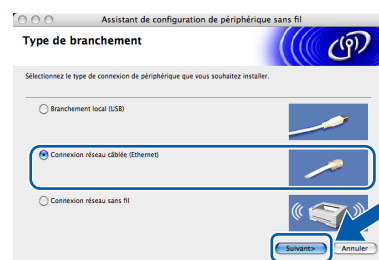 Assistant de configuration de périphérique sans fil
Type de branchement
Sélectionnez le type de connexion de périphérique que vous souhaitez installer.
Branchement local (USB)
Connexion réseau câblée (Ethernet)
Connexion réseau sans fil
Suivant> Annuler